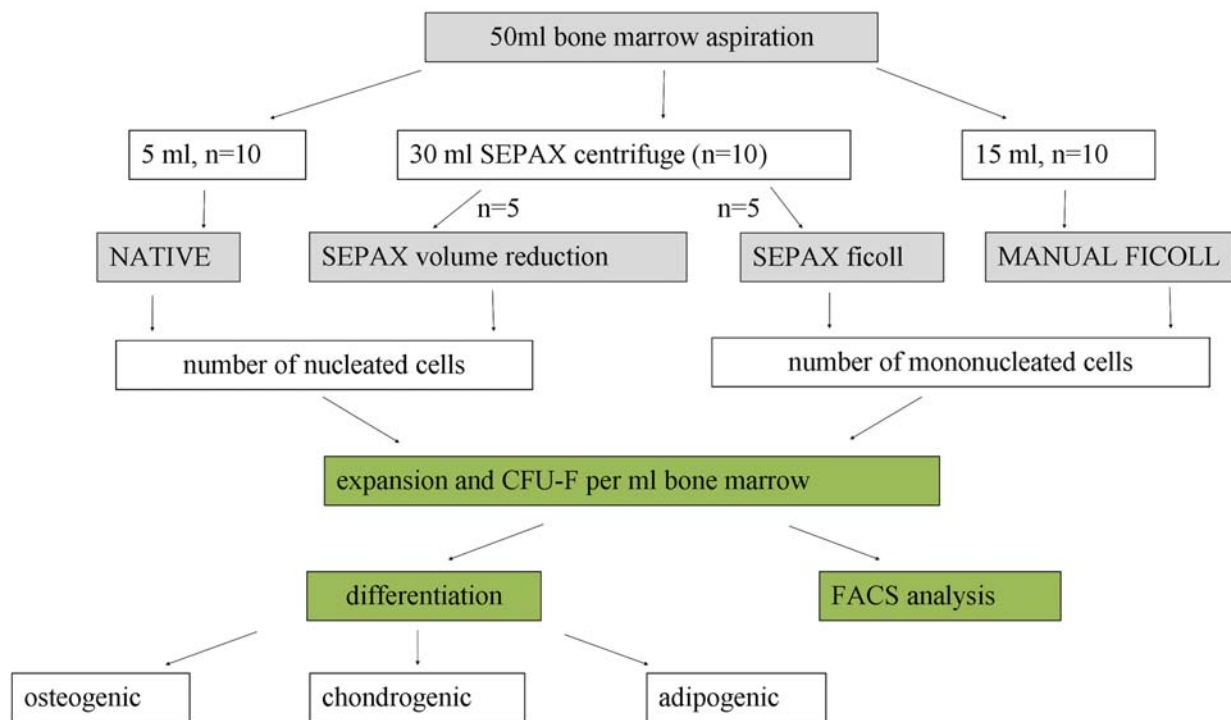 50ml bone marrow aspiration
5 ml, n=10
30 ml SEPAX centrifuge (n=10)
15 ml, n=10
n=5
n=5
NATIVE
SEPAX volume reduction
SEPAX ficoll
MANUAL FICOLL
number of nucleated cells
number of mononucleated cells
expansion and CFU-F per ml bone marrow
differentiation
FACS analysis
osteogenic
chondrogenic
adipogenic